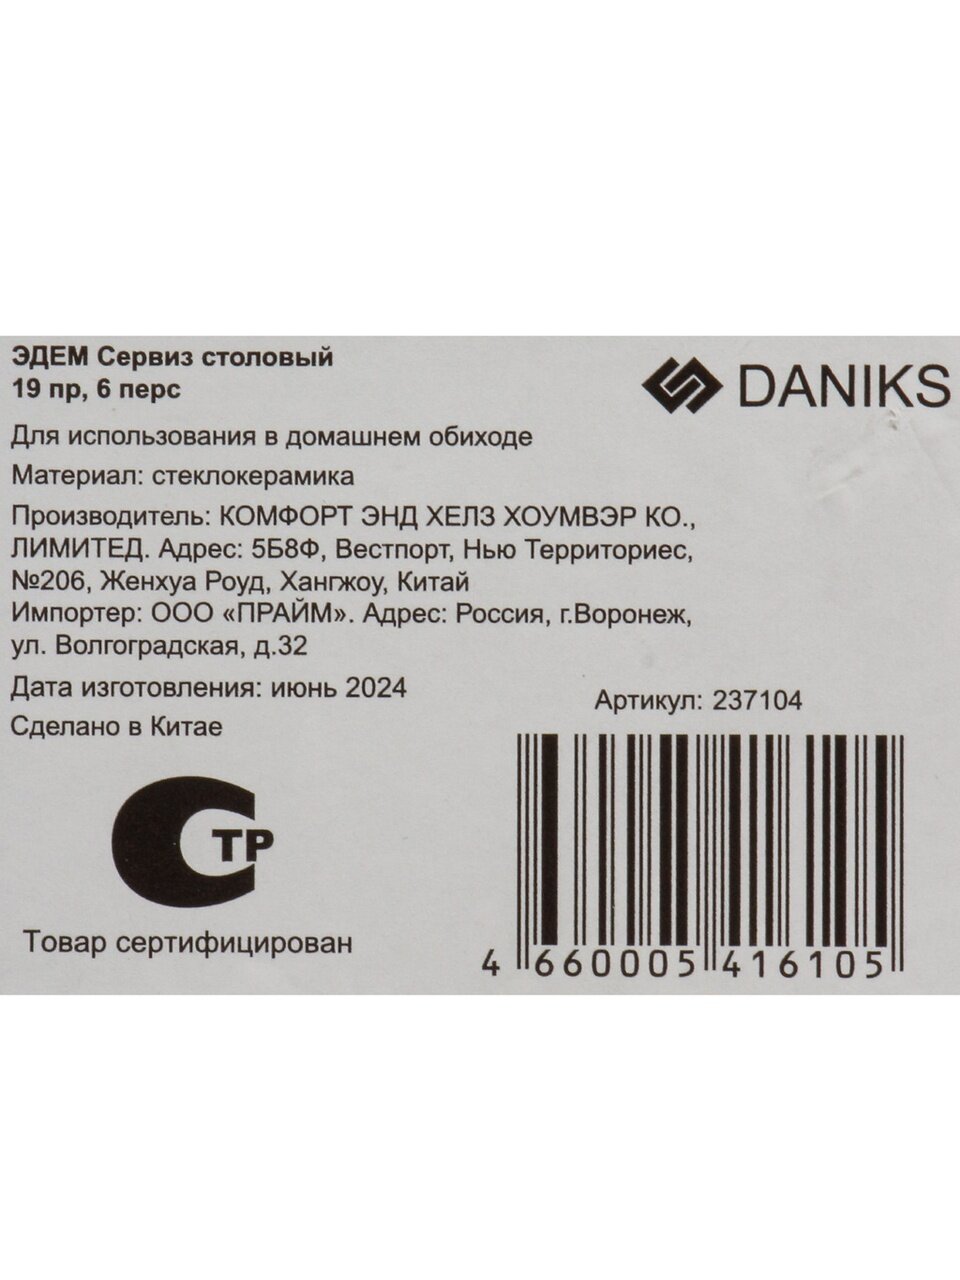 ЭДЕМ Сервиз столовый
19 пр, 6 перс
DANIKS
Для использования в домашнем обиходе
Материал: стеклокерамика
Производитель: КОМФОРТ ЭНД ХЕЛЗ ХОУМВЭР КО.,
ЛИМИТЕД. Адрес: 5Б8Ф, Вестпорт, Нью Территориес,
№206, Женхуа Роуд, Хангжоу, Китай
Импортер: ООО «ПРАЙМ». Адрес: Россия, г.Воронеж,
ул. Волгоградская, д.32
Дата изготовления: июнь 2024
Сделано в Китае
Артикул: 237104
СТР
Товар сертифицирован
4 660005 416105